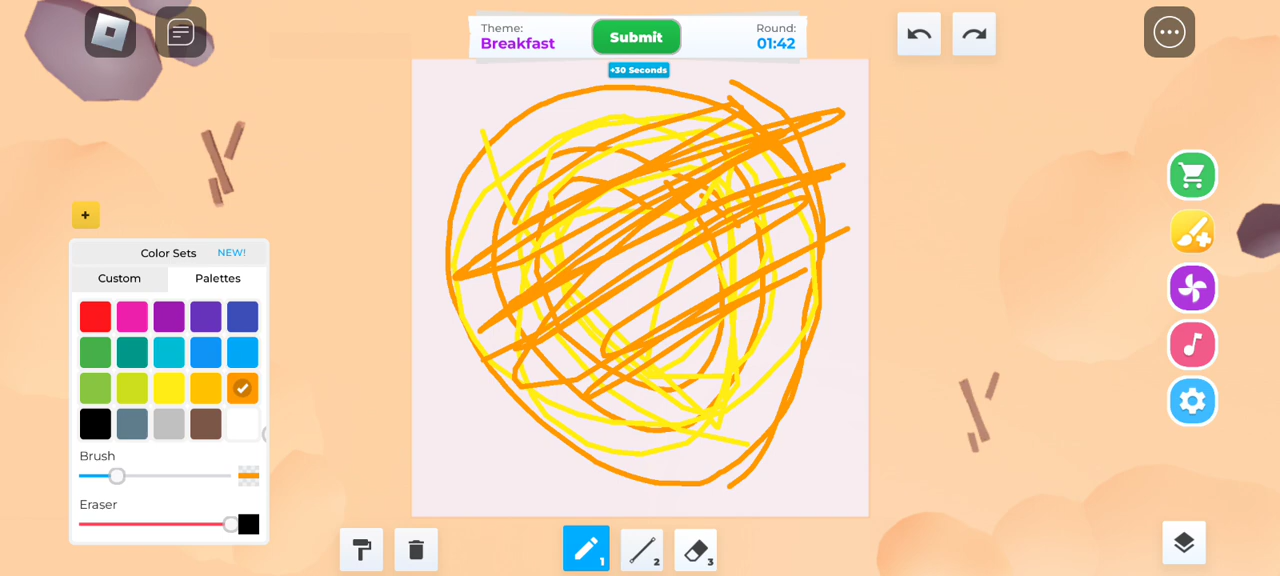 Theme:
Breakfast
Submit
Round:
01:42
+30 Seconds
+
Color Sets NEW!
Custom Palettes
Brush
Eraser
1
2
3